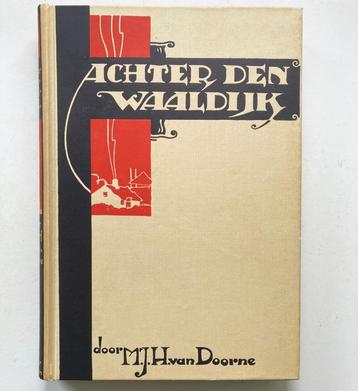 ACHTER DEN
WAALDIJK
door M.J.H. van Doorne